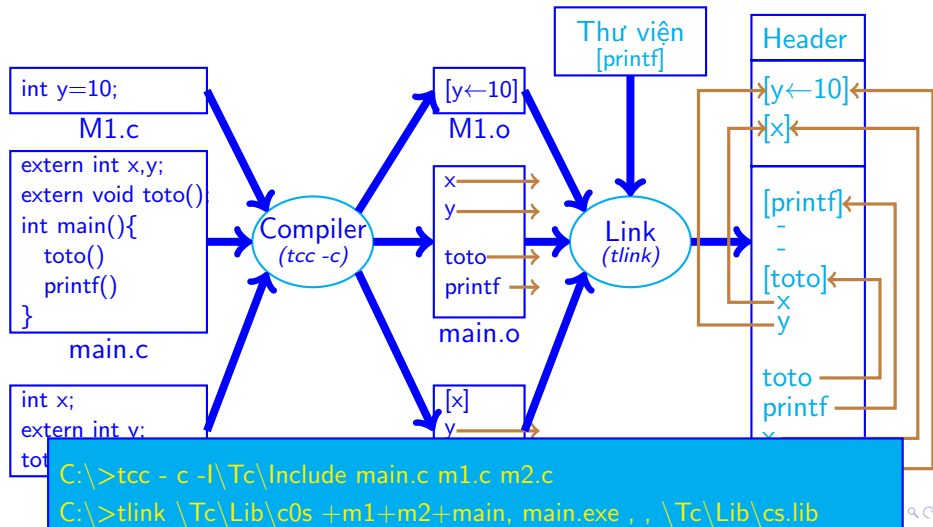 int y=10;
M1.c
extern int x,y;
extern void toto();
int main(){
toto()
printf()
}
main.c
int x;
extern int y;
Compiler
(tcc -c)
[y←10]
M1.o
x
y
toto
printf
main.o
[x]
y
Thư viện
[printf]
Link
(tlink)
Header
[y←10]
[x]
[printf]
-
-
[toto]
x
y
toto
printf
x
C:\>tcc - c -I\Tc\Include main.c m1.c m2.c
C:\>tlink \Tc\Lib\c0s +m1+m2+main, main.exe , , \Tc\Lib\cs.lib